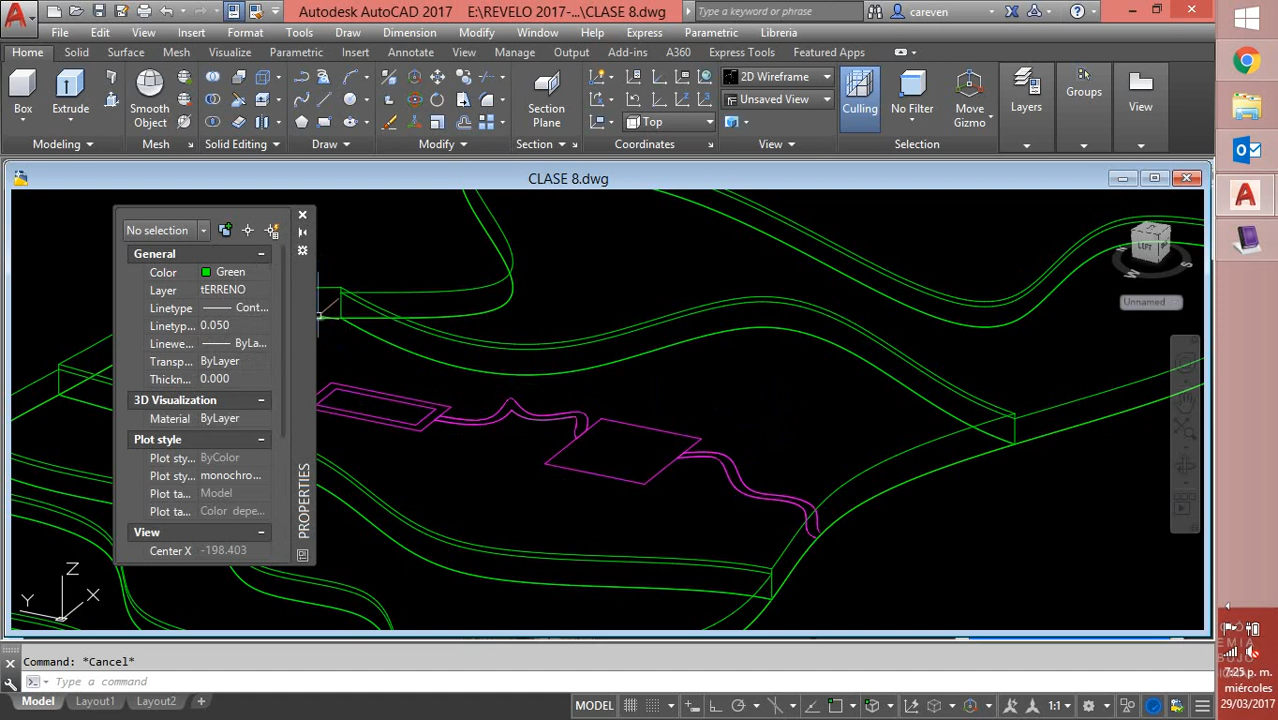 Autodesk AutoCAD 2017 E:\REVELO 2017-...\CLASE 8.dwg
Type a keyword or phrase
careven
File Edit View Insert Format Tools Draw Dimension Modify Window Help Express Parametric Libreria
Home Solid Surface Mesh Visualize Parametric Insert Annotate View Manage Output Add-ins A360 Express Tools Featured Apps
Box
Extrude
Smooth Object
Section Plane
2D Wireframe
Unsaved View
Top
Culling
No Filter
Move Gizmo
Layers
Groups
View
Modeling
Mesh
Solid Editing
Draw
Modify
Section
Coordinates
View
Selection
CLASE 8.dwg
No selection
General
Color Green
Layer tERRENO
Linetype Cont...
Linetyp... 0.050
Linewe... ByLa...
Transp... ByLayer
Thickn... 0.000
3D Visualization
Material ByLayer
Plot style
Plot sty... ByColor
Plot sty... monochro...
Plot ta... Model
Plot ta... Color depe...
View
Center X -198.403
PROPERTIES
LEFT
W
S
Unnamed
Z
Y
X
Command: *Cancel*
Type a command
Model Layout1 Layout2
MODEL
1:1
7:25 p. m.
miércoles
29/03/2017